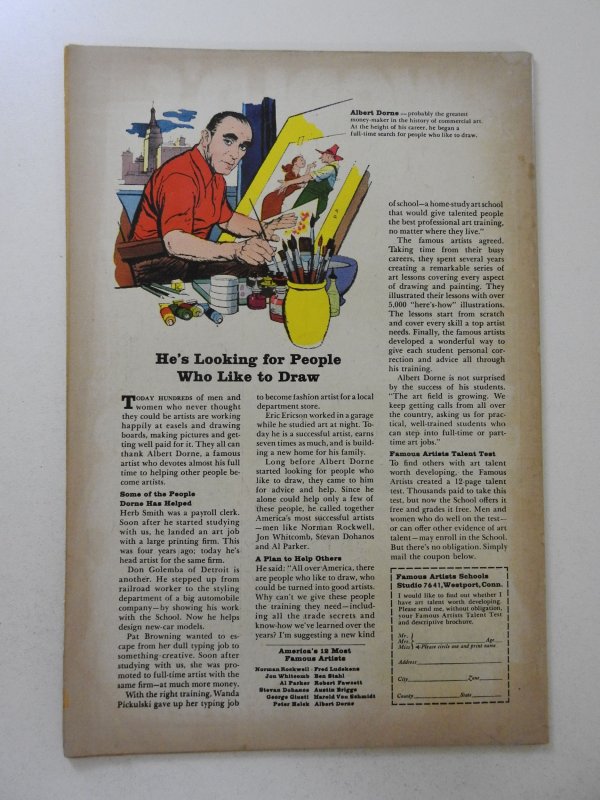 Albert Dorne — probably the greatest
money-maker in the history of commercial art.
At the height of his career, he began a
full-time search for people who like to draw.
He's Looking for People
Who Like to Draw
TODAY HUNDREDS of men and
women who never thought
they could be artists are working
happily at easels and drawing
boards, making pictures and get-
ting well paid for it. They all can
thank Albert Dorne, a famous
artist who devotes almost his full
time to helping other people be-
come artists.
Some of the People
Dorne Has Helped
Herb Smith was a payroll clerk.
Soon after he started studying
with us, he landed an art job
with a large printing firm. This
was four years ago; today he's
head artist for the same firm.
Don Golemba of Detroit is
another. He stepped up from
railroad worker to the styling
department of a big automobile
company—by showing his work
with the School. Now he helps
design new-car models.
Pat Browning wanted to es-
cape from her dull typing job to
something creative. Soon after
studying with us, she was pro-
moted to full-time artist with the
same firm—at much more money.
With the right training, Wanda
Pickulski gave up her typing job
to become fashion artist for a local
department store.
Eric Ericson worked in a garage
while he studied art at night. To-
day he is a successful artist, earns
seven times as much, and is build-
ing a new home for his family.
Long before Albert Dorne
started looking for people who
like to draw, they came to him
for advice and help. Since he
alone could help only a few of
these people, he called together
America's most successful artists
—men like Norman Rockwell,
Jon Whitcomb, Stevan Dohanos
and Al Parker.
A Plan to Help Others
He said: "All over America, there
are people who like to draw, who
could be turned into good artists.
Why can't we give these people
the training they need—includ-
ing all the trade secrets and
know-how we've learned over the
years? I'm suggesting a new kind
America's 12 Most
Famous Artists
Norman Rockwell Fred Ludekens
Jon Whitcomb Ben Stahl
Al Parker Robert Fawcett
Stevan Dohanos Austin Briggs
George Giusti Harold Von Schmidt
Peter Helck Albert Dorne
of school—a home-study art school
that would give talented people
the best professional art training,
no matter where they live."
The famous artists agreed.
Taking time from their busy
careers, they spent several years
creating a remarkable series of
art lessons covering every aspect
of drawing and painting. They
illustrated their lessons with over
5,000 "here's-how" illustrations.
The lessons start from scratch
and cover every skill a top artist
needs. Finally, the famous artists
developed a wonderful way to
give each student personal cor-
rection and advice all through
his training.
Albert Dorne is not surprised
by the success of his students.
"The art field is growing. We
keep getting calls from all over
the country, asking us for prac-
tical, well-trained students who
can step into full-time or part-
time art jobs."
Famous Artists Talent Test
To find others with art talent
worth developing, the Famous
Artists created a 12-page talent
test. Thousands paid to take this
test, but now the School offers it
free and grades it free. Men and
women who do well on the test—
or can offer other evidence of art
talent—may enroll in the School.
But there's no obligation. Simply
mail the coupon below.
Famous Artists Schools
Studio 7641, Westport, Conn.
I would like to find out whether I
have art talent worth developing.
Please send me, without obligation,
your Famous Artists Talent Test
and descriptive brochure.
Mr.
Mrs. Age
Miss Please circle one and print name
Address
City Zone
County State